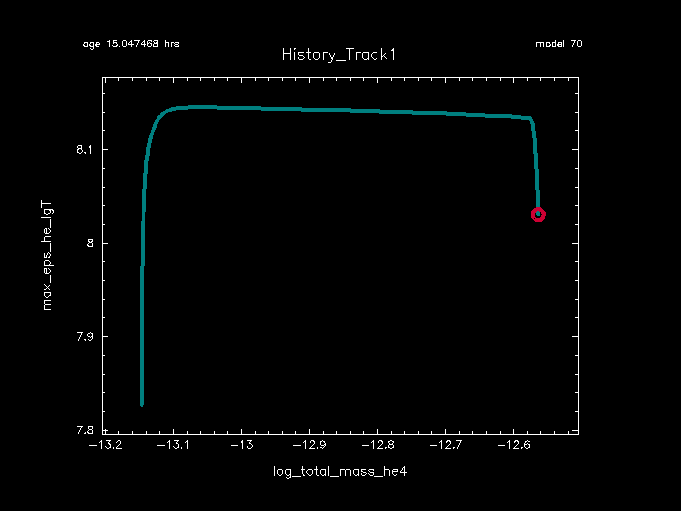 age 15.047468 hrs
model 70
History_Track1
8.1
8
7.9
7.8
max_eps_he_lgT
−13.2 −13.1 −13 −12.9 −12.8 −12.7 −12.6
log_total_mass_he4